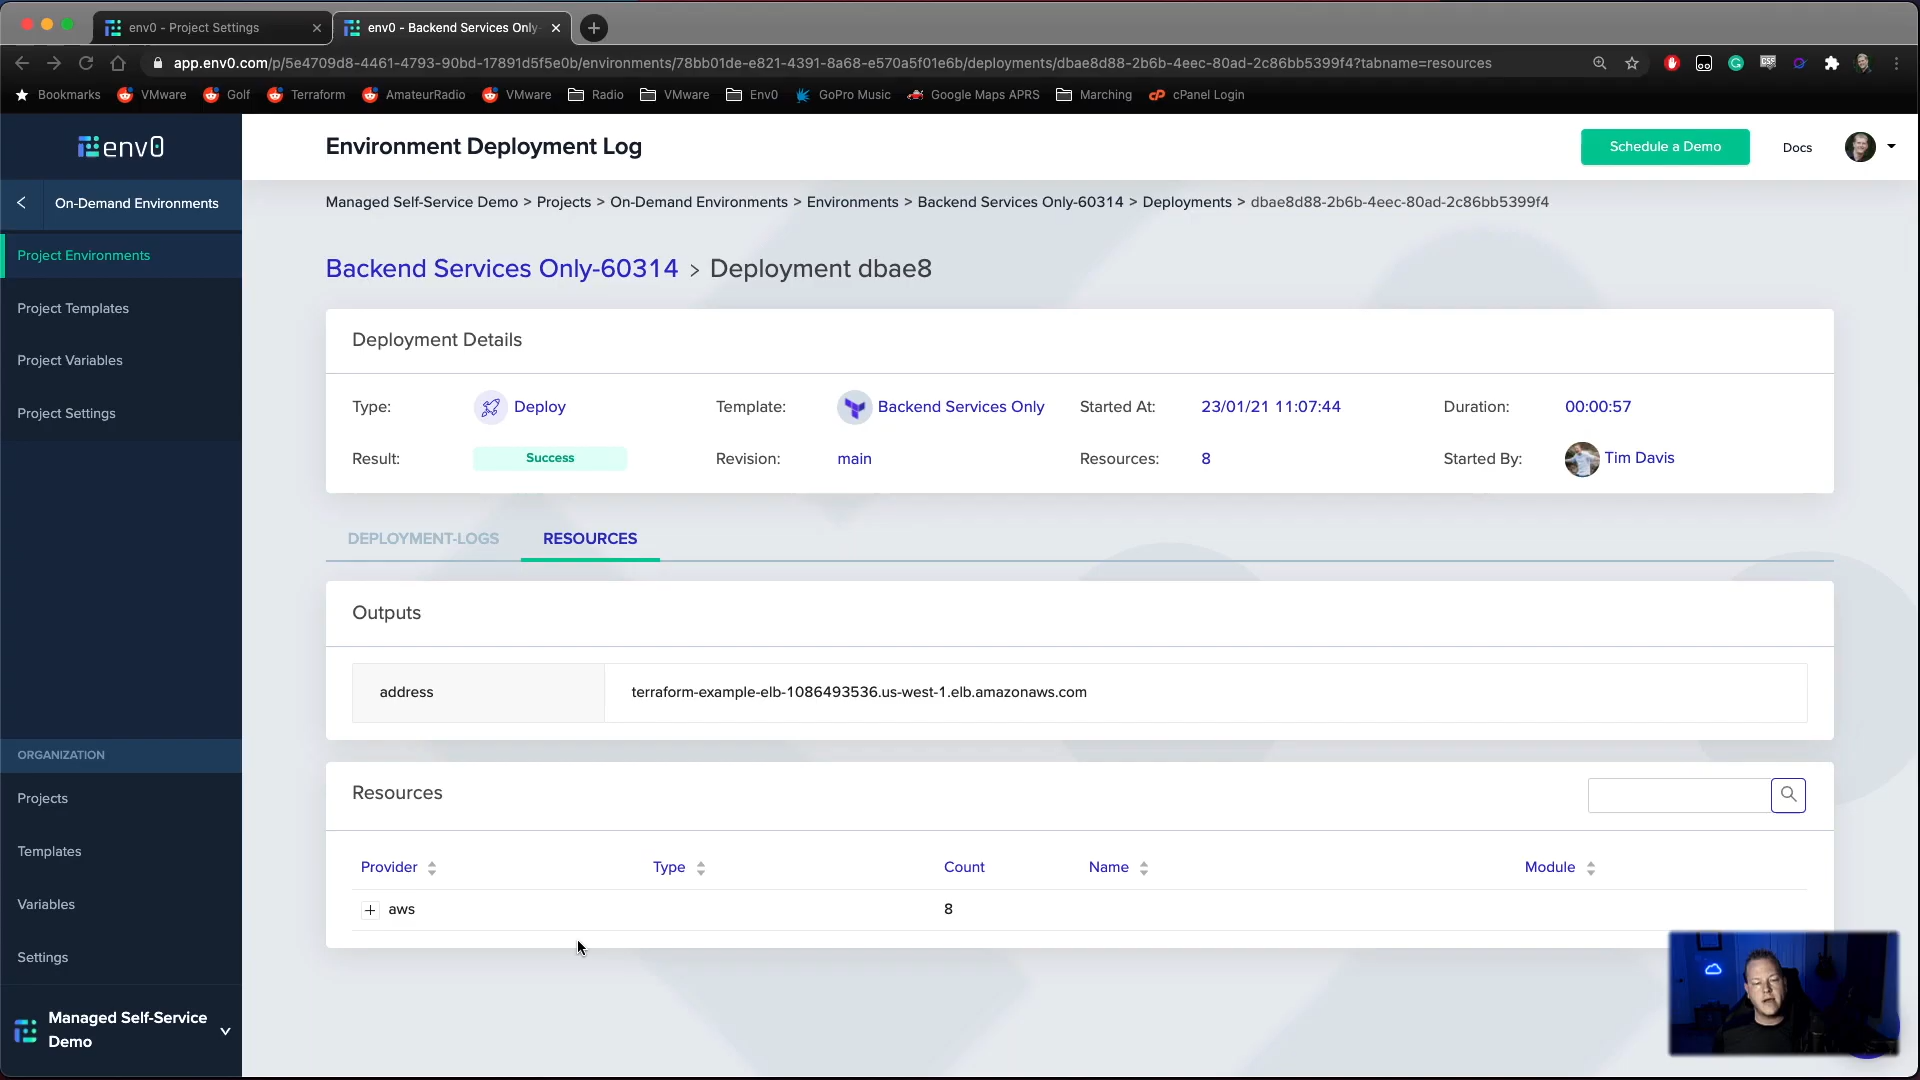 env0 - Project Settings
env0 - Backend Services Only-
app.env0.com/p/5e4709d8-4461-4793-90bd-17891d5f5e0b/environments/78bb01de-e821-4391-8a68-e570a5f01e6b/deployments/dbae8d88-2b6b-4eec-80ad-2c86bb5399f4?tabname=resources
Bookmarks VMware Golf Terraform AmateurRadio VMware Radio VMware Env0 GoPro Music Google Maps APRS Marching cPanel Login
env0
Environment Deployment Log
Schedule a Demo
Docs
On-Demand Environments
Project Environments
Project Templates
Project Variables
Project Settings
ORGANIZATION
Projects
Templates
Variables
Settings
Managed Self-Service
Demo
Managed Self-Service Demo > Projects > On-Demand Environments > Environments > Backend Services Only-60314 > Deployments > dbae8d88-2b6b-4eec-80ad-2c86bb5399f4
Backend Services Only-60314 > Deployment dbae8
Deployment Details
Type: Deploy Template: Backend Services Only Started At: 23/01/21 11:07:44 Duration: 00:00:57
Result: Success Revision: main Resources: 8 Started By: Tim Davis
DEPLOYMENT-LOGS RESOURCES
Outputs
address terraform-example-elb-1086493536.us-west-1.elb.amazonaws.com
Resources
Provider Type Count Name Module
aws 8